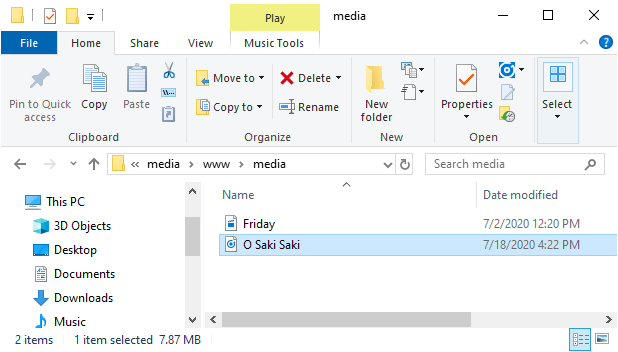 Play
media
File
Home
Share
View
Music Tools
Pin to Quick access
Copy
Paste
Move to
Copy to
Delete
Rename
New folder
Properties
Select
Clipboard
Organize
New
Open
« media > www > media
Search media
This PC
3D Objects
Desktop
Documents
Downloads
Music
Name
Date modified
Friday
7/2/2020 12:20 PM
O Saki Saki
7/18/2020 4:22 PM
2 items
1 item selected 7.87 MB